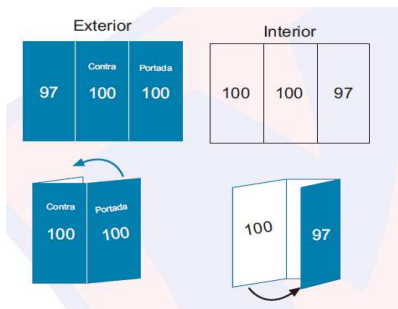 Exterior
Interior
Contra Portada
97 100 100
100 100 97
Contra Portada
100 100
100 97